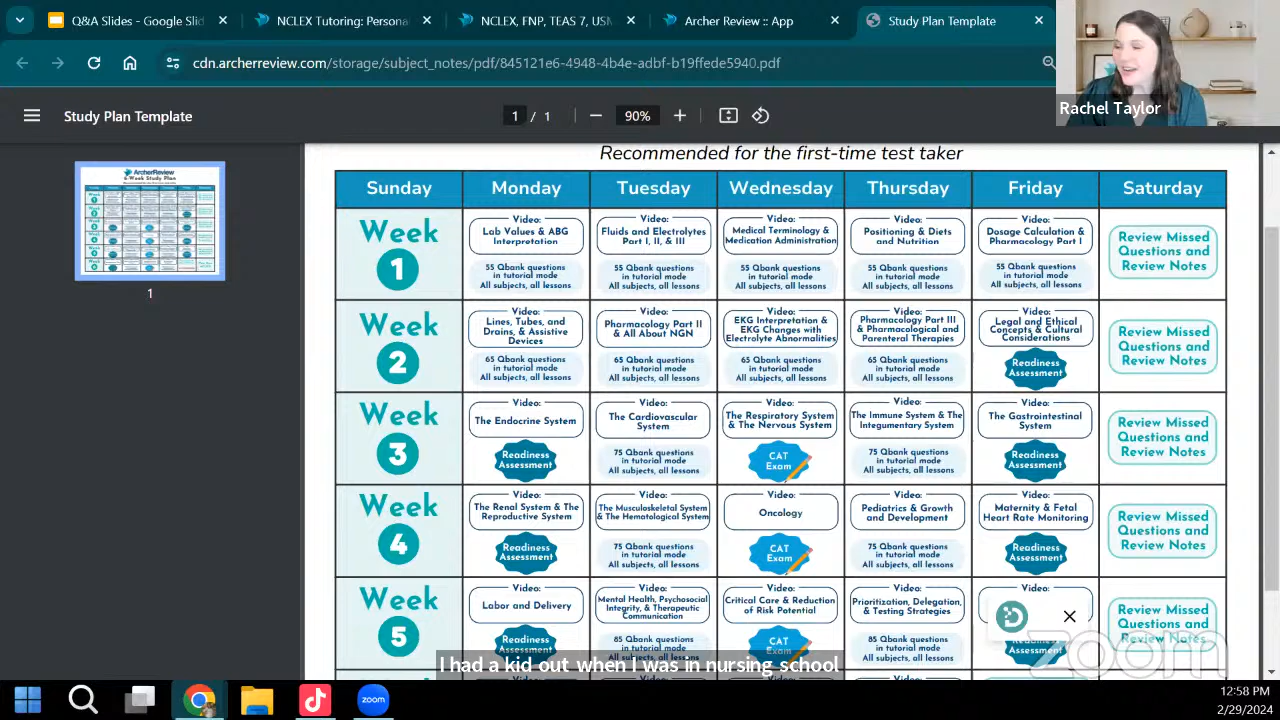 Q&A Slides - Google Slid
NCLEX Tutoring: Persona
NCLEX, FNP, TEAS 7, USM
Archer Review :: App
Study Plan Template
cdn.archerreview.com/storage/subject_notes/pdf/845121e6-4948-4b4e-adbf-b19ffede5940.pdf
Rachel Taylor
Study Plan Template
1 / 1
90%
ArcherReview
1
Recommended for the first-time test taker
Sunday Monday Tuesday Wednesday Thursday Friday Saturday
Week
1
Video:
Lab Values & ABG
Interpretation
55 Qbank questions
in tutorial mode
All subjects, all lessons
Video:
Fluids and Electrolytes
Part I, II, & III
55 Qbank questions
in tutorial mode
All subjects, all lessons
Video:
Medical Terminology &
Medication Administration
55 Qbank questions
in tutorial mode
All subjects, all lessons
Video:
Positioning & Diets
and Nutrition
55 Qbank questions
in tutorial mode
All subjects, all lessons
Video:
Dosage Calculation &
Pharmacology Part I
55 Qbank questions
in tutorial mode
All subjects, all lessons
Review Missed
Questions and
Review Notes
Week
2
Video:
Lines, Tubes, and
Drains, & Assistive
Devices
65 Qbank questions
in tutorial mode
All subjects, all lessons
Video:
Pharmacology Part II
& All About NGN
65 Qbank questions
in tutorial mode
All subjects, all lessons
Video:
EKG Interpretation &
EKG Changes with
Electrolyte Abnormalities
65 Qbank questions
in tutorial mode
All subjects, all lessons
Video:
Pharmacology Part III
& Pharmacological and
Parenteral Therapies
65 Qbank questions
in tutorial mode
All subjects, all lessons
Video:
Legal and Ethical
Concepts & Cultural
Considerations
Readiness
Assessment
Review Missed
Questions and
Review Notes
Week
3
Video:
The Endocrine System
Readiness
Assessment
Video:
The Cardiovascular
System
75 Qbank questions
in tutorial mode
All subjects, all lessons
Video:
The Respiratory System
& The Nervous System
CAT
Exam
Video:
The Immune System & The
Integumentary System
75 Qbank questions
in tutorial mode
All subjects, all lessons
Video:
The Gastrointestinal
System
Readiness
Assessment
Review Missed
Questions and
Review Notes
Week
4
Video:
The Renal System & The
Reproductive System
Readiness
Assessment
Video:
The Musculoskeletal System
& The Hematological System
75 Qbank questions
in tutorial mode
All subjects, all lessons
Video:
Oncology
CAT
Exam
Video:
Pediatrics & Growth
and Development
75 Qbank questions
in tutorial mode
All subjects, all lessons
Video:
Maternity & Fetal
Heart Rate Monitoring
Readiness
Assessment
Review Missed
Questions and
Review Notes
Week
5
Video:
Labor and Delivery
Readiness
Video:
Mental Health, Psychosocial
Integrity, & Therapeutic
Communication
85 Qbank questions
in tutorial mode
Video:
Critical Care & Reduction
of Risk Potential
CAT
Exam
Video:
Prioritization, Delegation,
& Testing Strategies
85 Qbank questions
in tutorial mode
All subjects, all lessons
Video:
Readiness
Assessment
Review Missed
Questions and
Review Notes
I had a kid out when I was in nursing school
zoom
zoom
12:58 PM
2/29/2024